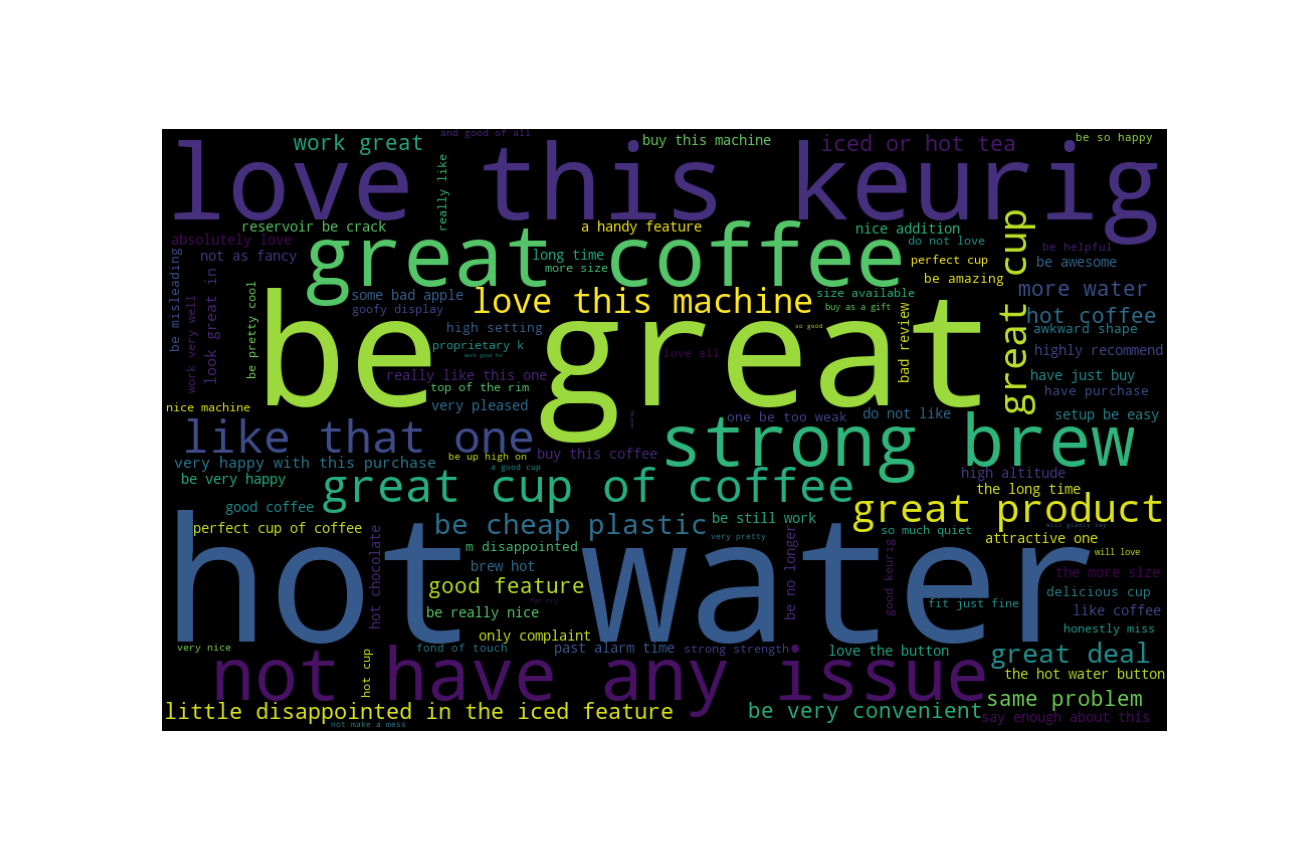 and good of all
work great
buy this machine
iced or hot tea
be so happy
love this keurig
really like
reservoir be crack
a handy feature
nice addition
absolutely love
do not love
be helpful
great coffee
great cup
not as fancy
long time
more size
perfect cup
be awesome
be misleading
look great in
be amazing
be pretty cool
some bad apple
love this machine
size available
more water
work very well
goofy display
buy as a gift
hot coffee
be great
high setting
so good
bad review
awkward shape
proprietary k
love all
highly recommend
work good for
really like this one
have just buy
top of the rim
have purchase
nice machine
very pleased
one be too weak
do not like
setup be easy
like that one
strong brew
be up high on
buy this coffee
very happy with this purchase
a good cup
high altitude
be very happy
great cup of coffee
the long time
good coffee
great product
perfect cup of coffee
be cheap plastic
be still work
so much quiet
will gladly say
hot chocolate
very pretty
be no longer
attractive one
m disappointed
good keurig
will love
hot water
brew hot
the more size
good feature
delicious cup
far cry
be really nice
fit just fine
like coffee
only complaint
honestly miss
very nice
fond of touch
past alarm time
strong strength
love the button
great deal
hot cup
not have any issue
the hot water button
same problem
little disappointed in the iced feature
be very convenient
say enough about this
not make a mess